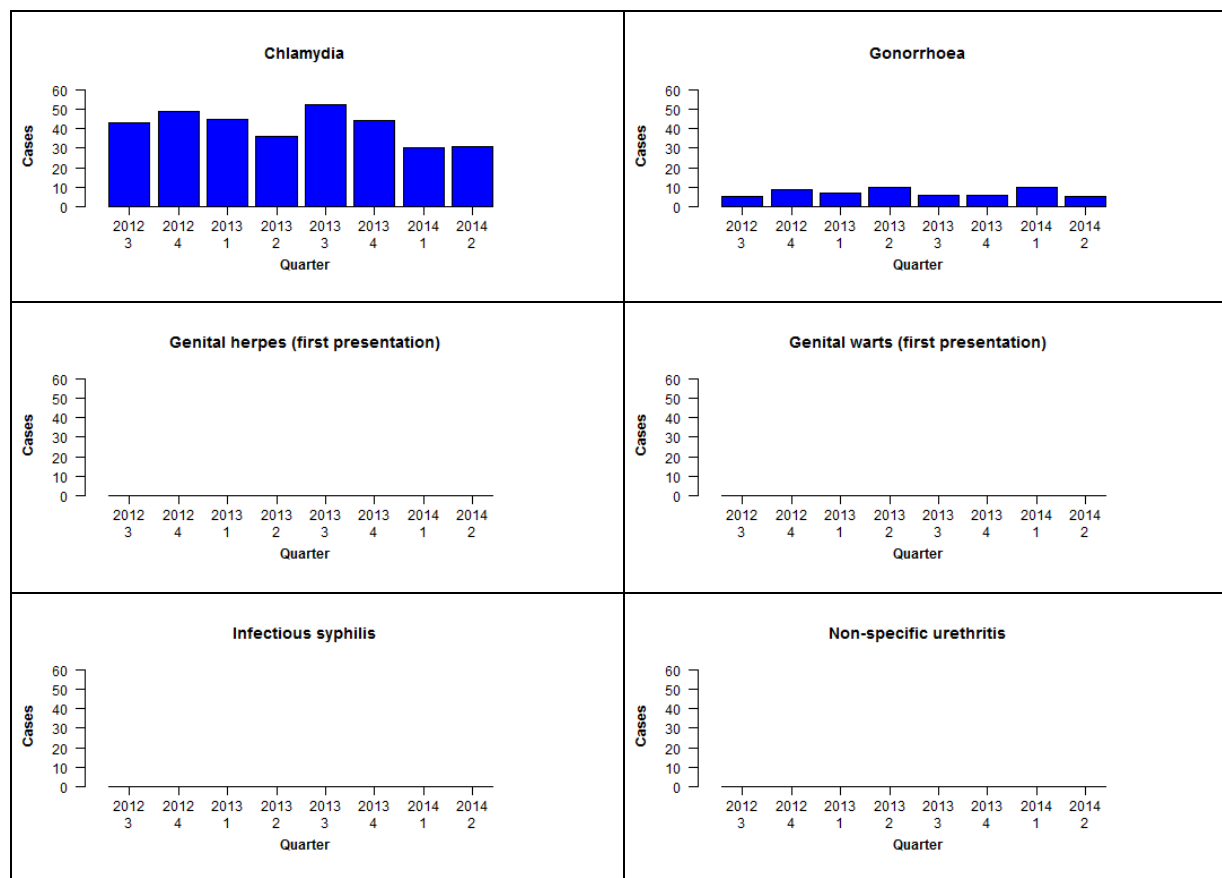 Chlamydia
60
50
40
30
20
10
0
Cases
2012 2012 2013 2013 2013 2013 2014 2014
3 4 1 2 3 4 1 2
Quarter
Gonorrhoea
60
50
40
30
20
10
0
Cases
2012 2012 2013 2013 2013 2013 2014 2014
3 4 1 2 3 4 1 2
Quarter
Genital herpes (first presentation)
60
50
40
30
20
10
0
Cases
2012 2012 2013 2013 2013 2013 2014 2014
3 4 1 2 3 4 1 2
Quarter
Genital warts (first presentation)
60
50
40
30
20
10
0
Cases
2012 2012 2013 2013 2013 2013 2014 2014
3 4 1 2 3 4 1 2
Quarter
Infectious syphilis
60
50
40
30
20
10
0
Cases
2012 2012 2013 2013 2013 2013 2014 2014
3 4 1 2 3 4 1 2
Quarter
Non-specific urethritis
60
50
40
30
20
10
0
Cases
2012 2012 2013 2013 2013 2013 2014 2014
3 4 1 2 3 4 1 2
Quarter